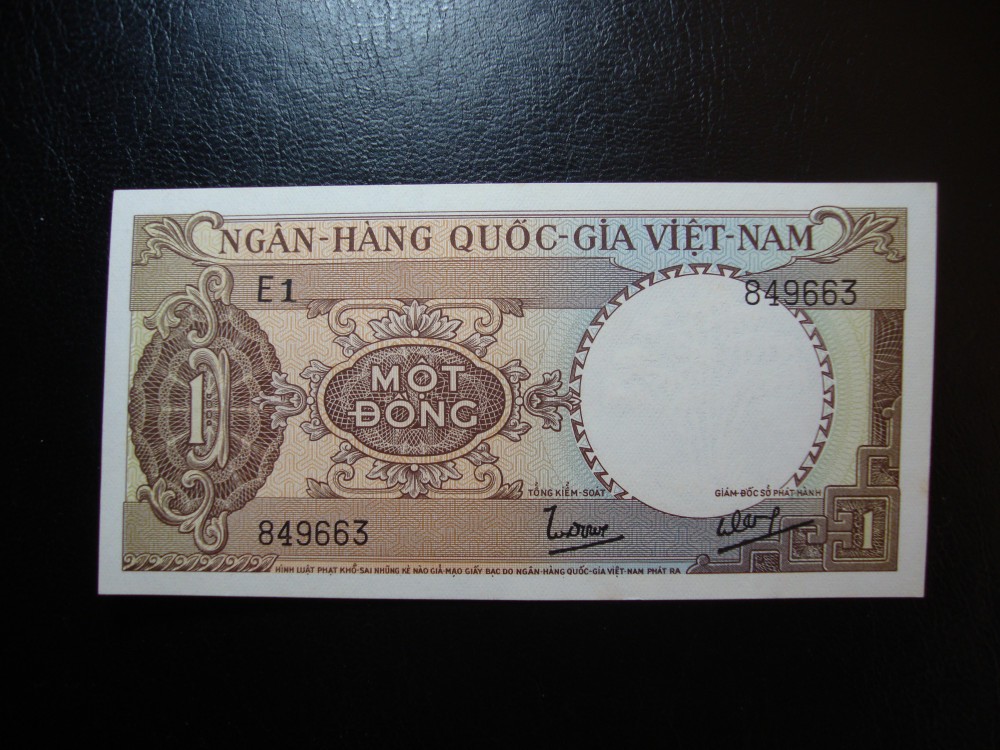 NGÂN-HÀNG QUỐC-GIA VIỆT-NAM
E1
849663
1
MỘT
ĐỒNG
TỔNG KIỂM-SOÁT
GIÁM-ĐỐC SỞ PHÁT-HÀNH
849663
1
HÌNH LUẬT PHẠT KHỔ-SAI NHỮNG KẺ NÀO GIẢ-MẠO GIẤY BẠC DO NGÂN-HÀNG QUỐC-GIA VIỆT-NAM PHÁT RA